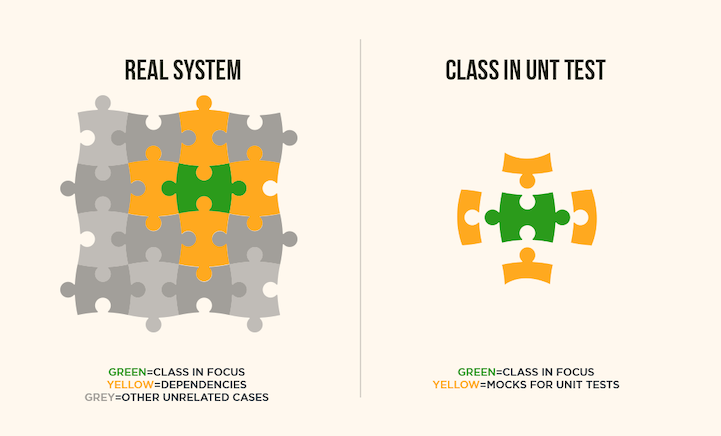 REAL SYSTEM
CLASS IN UNT TEST
GREEN=CLASS IN FOCUS
YELLOW=DEPENDENCIES
GREY=OTHER UNRELATED CASES
GREEN=CLASS IN FOCUS
YELLOW=MOCKS FOR UNIT TESTS